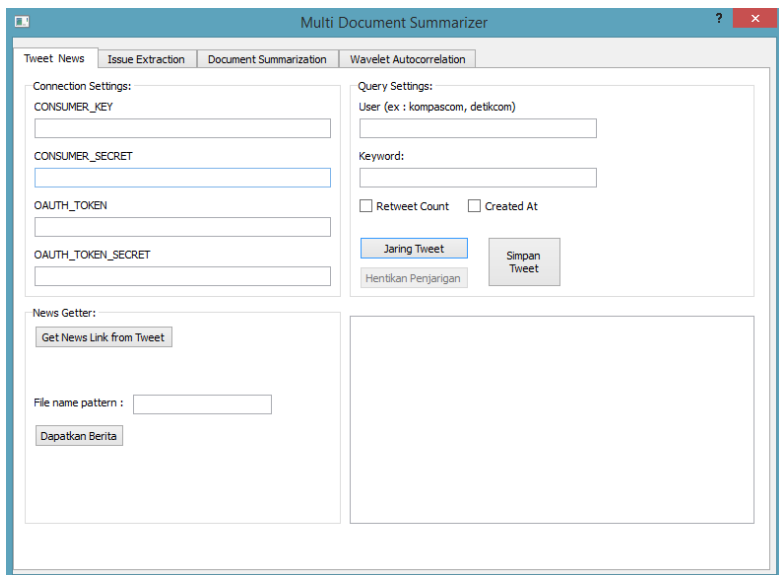 Multi Document Summarizer
?
×
Tweet News
Issue Extraction
Document Summarization
Wavelet Autocorrelation
Connection Settings:
CONSUMER_KEY
CONSUMER_SECRET
OAUTH_TOKEN
OAUTH_TOKEN_SECRET
Query Settings:
User (ex : kompascom, detikcom)
Keyword:
Retweet Count
Created At
Jaring Tweet
Hentikan Penjarigan
Simpan
Tweet
News Getter:
Get News Link from Tweet
File name pattern :
Dapatkan Berita